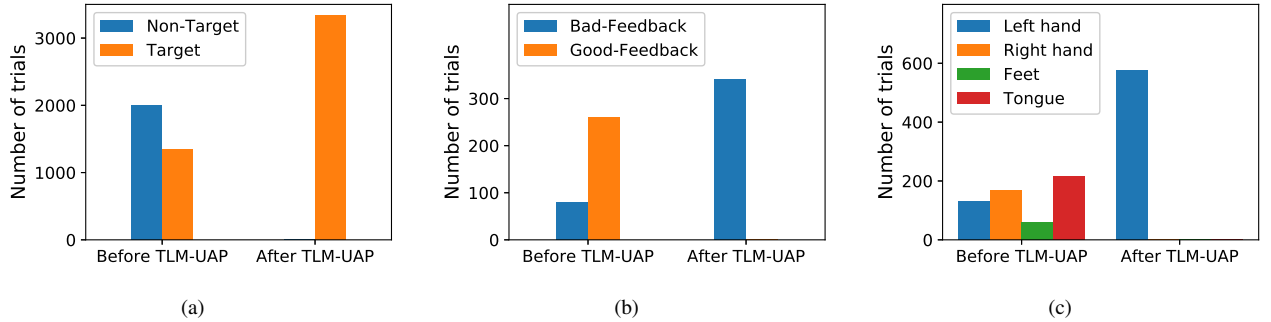 Number of trials
3000
2000
1000
0
Non-Target
Target
Before TLM-UAP
After TLM-UAP
(a)
Number of trials
300
200
100
0
Bad-Feedback
Good-Feedback
Before TLM-UAP
After TLM-UAP
(b)
Number of trials
600
400
200
0
Left hand
Right hand
Feet
Tongue
Before TLM-UAP
After TLM-UAP
(c)